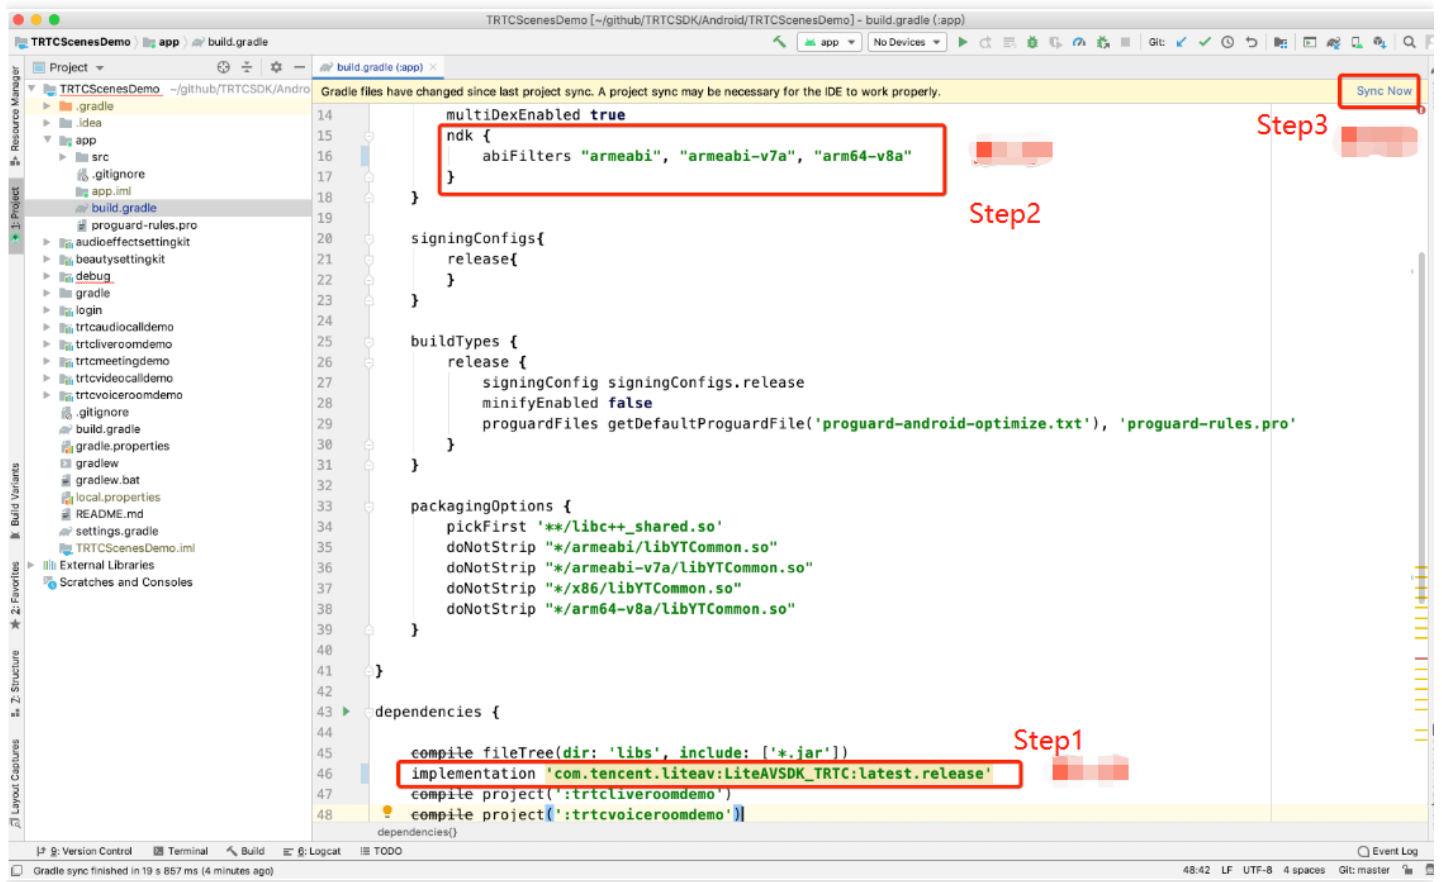 TRTCScenesDemo [~/github/TRTCSDK/Android/TRTCScenesDemo] - build.gradle (:app)
TRTCScenesDemo app build.gradle
app No Devices Git:
Project
build.gradle (:app)
TRTCScenesDemo ~/github/TRTCSDK/Andro
Gradle files have changed since last project sync. A project sync may be necessary for the IDE to work properly.
Sync Now
Step3
.gradle
.idea
app
src
.gitignore
app.iml
build.gradle
proguard-rules.pro
audioeffectsettingkit
beautysettingkit
debug
gradle
login
trtcaudiocalldemo
trtcliveroomdemo
trtcmeetingdemo
trtcvideocalldemo
trtcvoiceroomdemo
.gitignore
build.gradle
gradle.properties
gradlew
gradlew.bat
local.properties
README.md
settings.gradle
TRTCScenesDemo.iml
External Libraries
Scratches and Consoles
Resource Manager
1: Project
Build Variants
2: Favorites
Z: Structure
Layout Captures
14 multiDexEnabled true
15 ndk {
16 abiFilters "armeabi", "armeabi-v7a", "arm64-v8a"
17 }
18 }
Step2
19
20 signingConfigs{
21 release{
22 }
23 }
24
25 buildTypes {
26 release {
27 signingConfig signingConfigs.release
28 minifyEnabled false
29 proguardFiles getDefaultProguardFile('proguard-android-optimize.txt'), 'proguard-rules.pro'
30 }
31 }
32
33 packagingOptions {
34 pickFirst '**/libc++_shared.so'
35 doNotStrip "*/armeabi/libYTCommon.so"
36 doNotStrip "*/armeabi-v7a/libYTCommon.so"
37 doNotStrip "*/x86/libYTCommon.so"
38 doNotStrip "*/arm64-v8a/libYTCommon.so"
39 }
40
41 }
42
43 dependencies {
44
Step1
45 compile fileTree(dir: 'libs', include: ['*.jar'])
46 implementation 'com.tencent.liteav:LiteAVSDK_TRTC:latest.release'
47 compile project(':trtcliveroomdemo')
48 compile project(':trtcvoiceroomdemo')
dependencies{}
9: Version Control Terminal Build 6: Logcat TODO Event Log
Gradle sync finished in 19 s 857 ms (4 minutes ago) 48:42 LF UTF-8 4 spaces Git: master